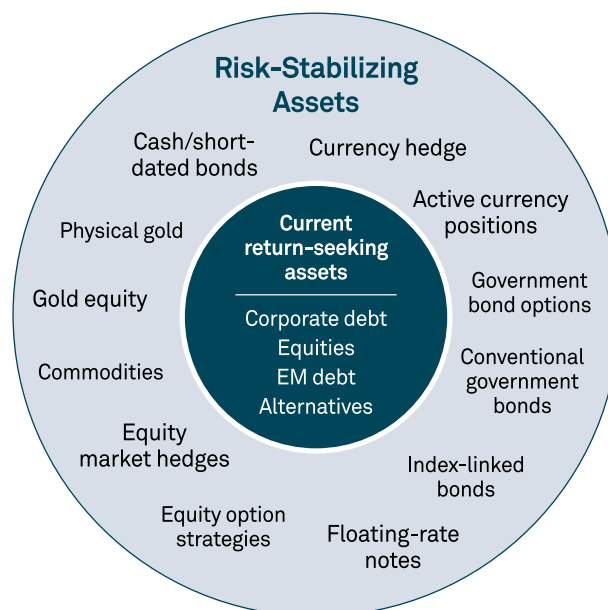 Risk-Stabilizing
Assets
Cash/short-
dated bonds
Currency hedge
Active currency
positions
Physical gold
Government
bond options
Gold equity
Conventional
government
bonds
Commodities
Equity
market hedges
Index-linked
bonds
Equity option
strategies
Floating-rate
notes
Current
return-seeking
assets
Corporate debt
Equities
EM debt
Alternatives